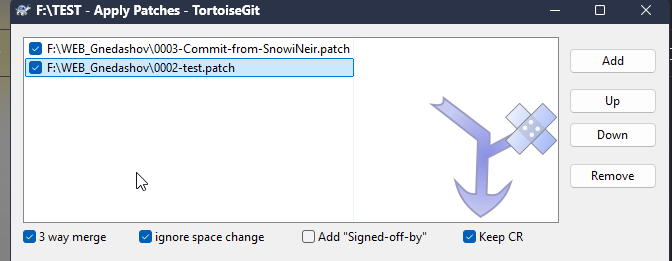 F:\TEST - Apply Patches - TortoiseGit
F:\WEB_Gnedashov\0003-Commit-from-SnowiNeir.patch
F:\WEB_Gnedashov\0002-test.patch
Add
Up
Down
Remove
3 way merge
ignore space change
Add "Signed-off-by"
Keep CR